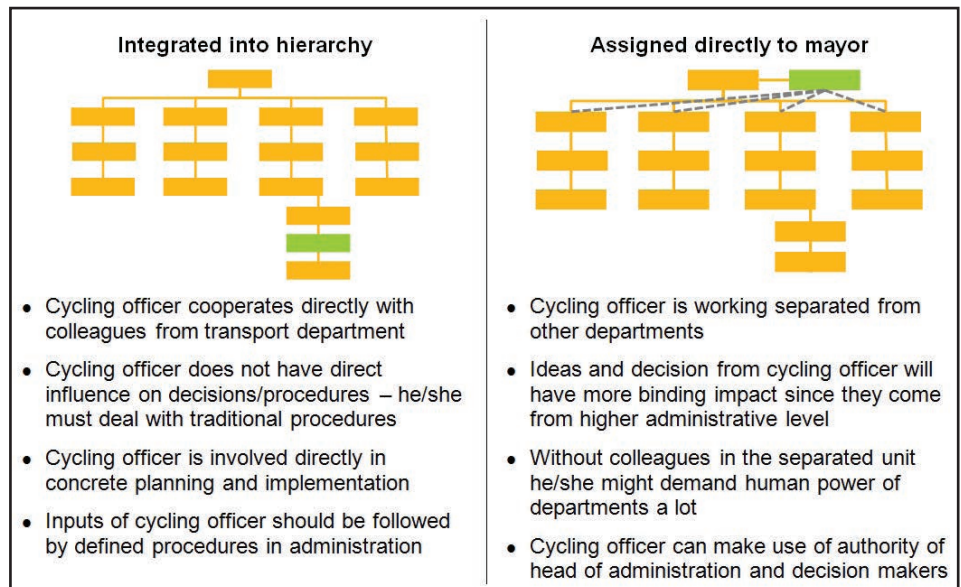 Integrated into hierarchy
• Cycling officer cooperates directly with
colleagues from transport department
• Cycling officer does not have direct
influence on decisions/procedures – he/she
must deal with traditional procedures
• Cycling officer is involved directly in
concrete planning and implementation
• Inputs of cycling officer should be followed
by defined procedures in administration
Assigned directly to mayor
• Cycling officer is working separated from
other departments
• Ideas and decision from cycling officer will
have more binding impact since they come
from higher administrative level
• Without colleagues in the separated unit
he/she might demand human power of
departments a lot
• Cycling officer can make use of authority of
head of administration and decision makers